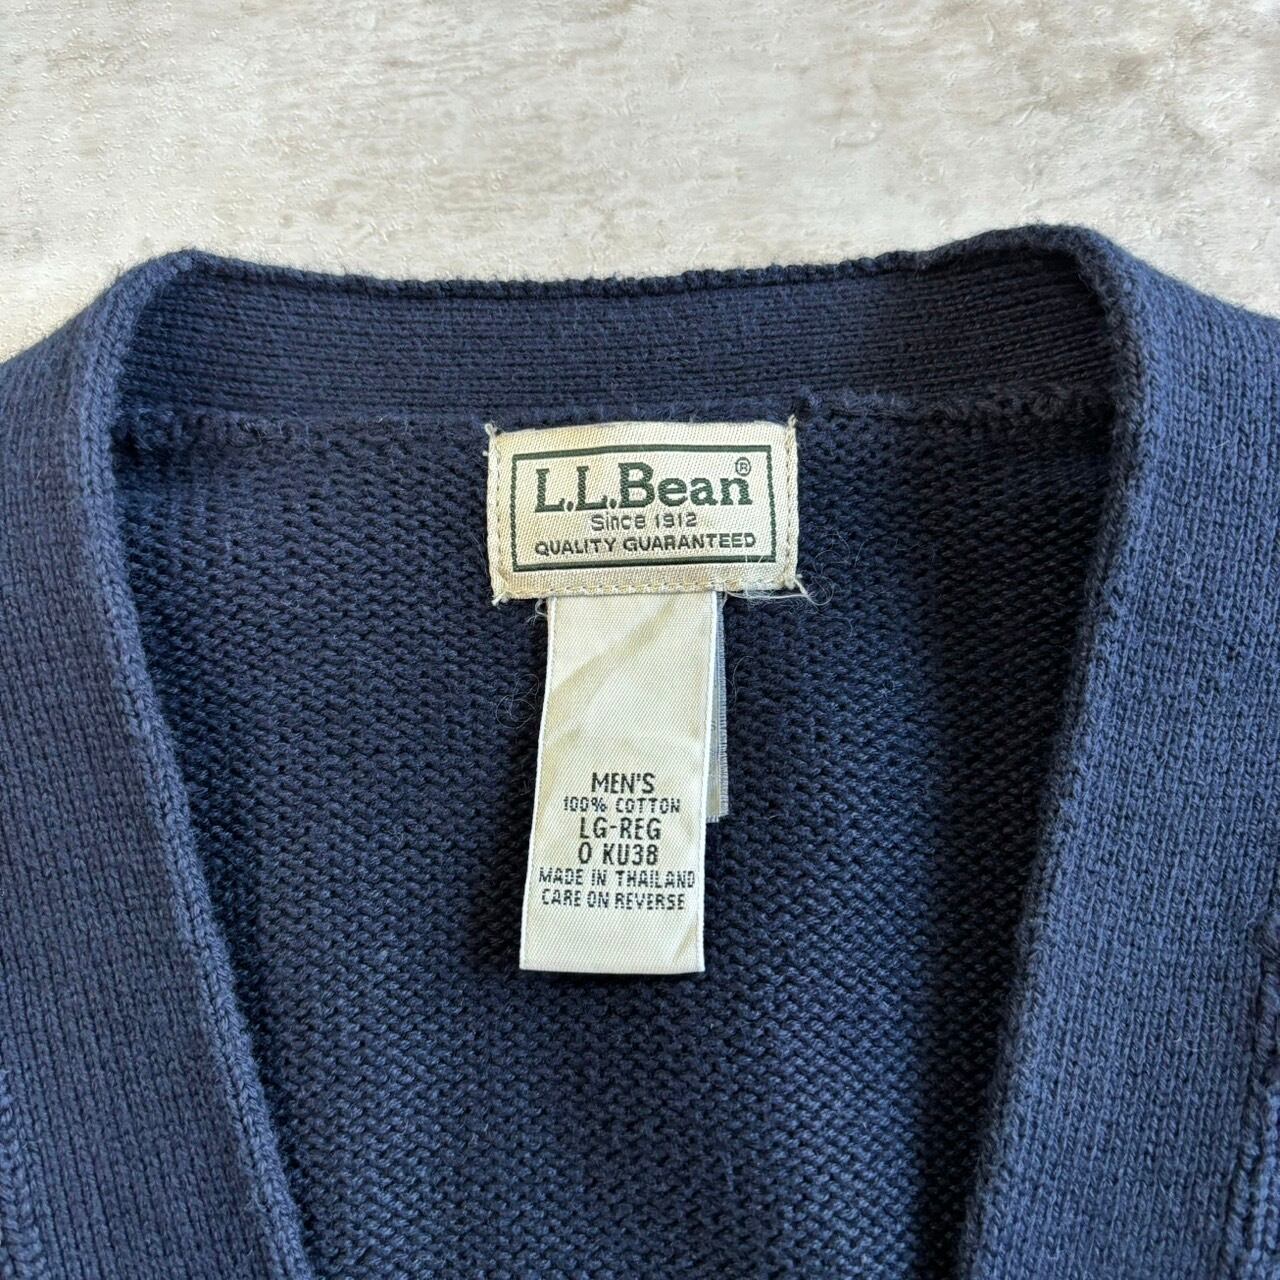 L.L.Bean®
Since 1912
QUALITY GUARANTEED
MEN'S
100% COTTON
LG-REG
0 KU38
MADE IN THAILAND
CARE ON REVERSE